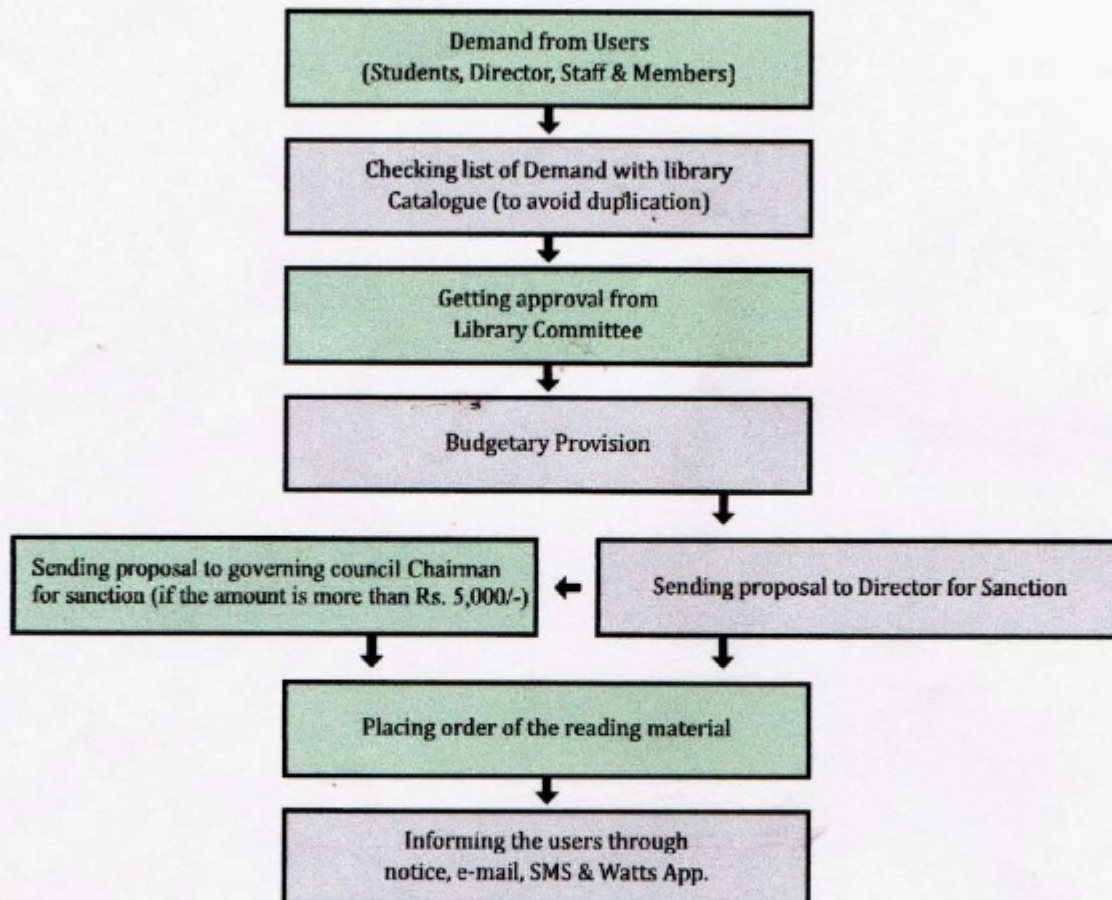 Demand from Users
(Students, Director, Staff & Members)
Checking list of Demand with library
Catalogue (to avoid duplication)
Getting approval from
Library Committee
Budgetary Provision
Sending proposal to governing council Chairman
for sanction (if the amount is more than Rs. 5,000/-)
Sending proposal to Director for Sanction
Placing order of the reading material
Informing the users through
notice, e-mail, SMS & Watts App.